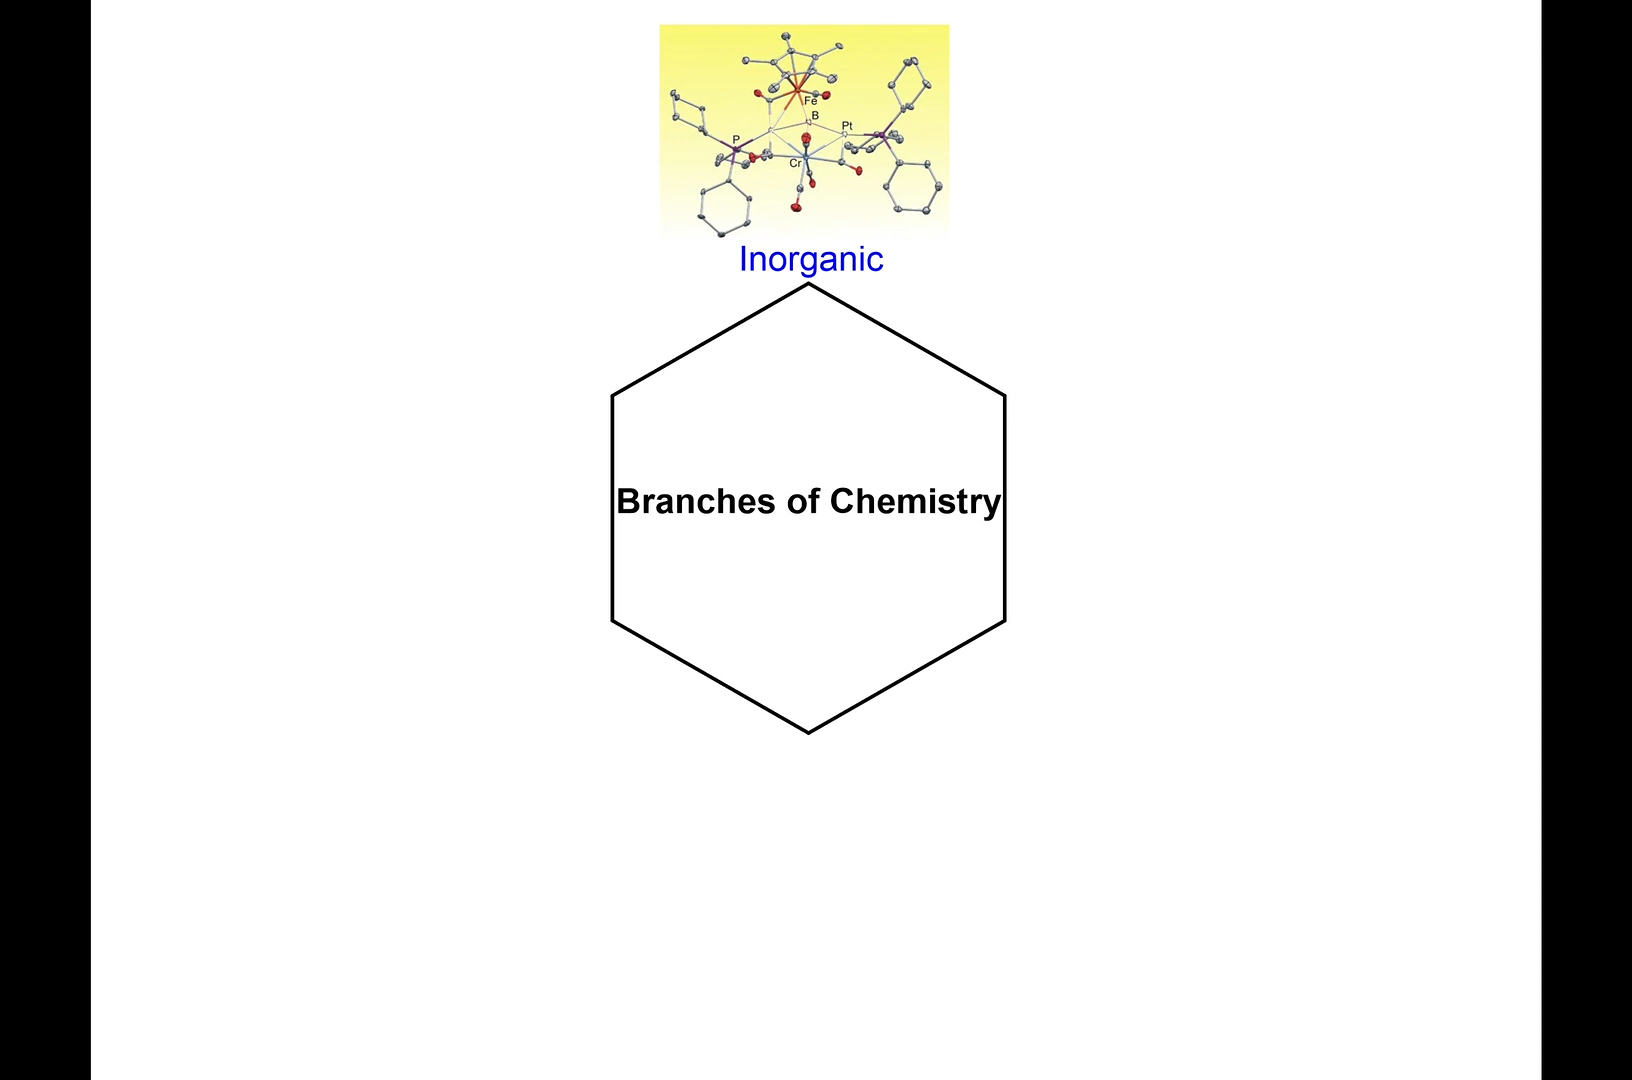 Fe
B
Pt
P
Cr
Inorganic
Branches of Chemistry